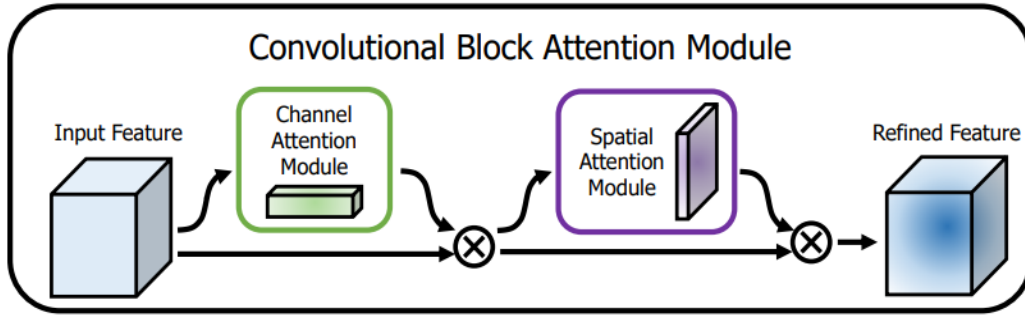 Convolutional Block Attention Module
Input Feature
Channel
Attention
Module
Spatial
Attention
Module
Refined Feature